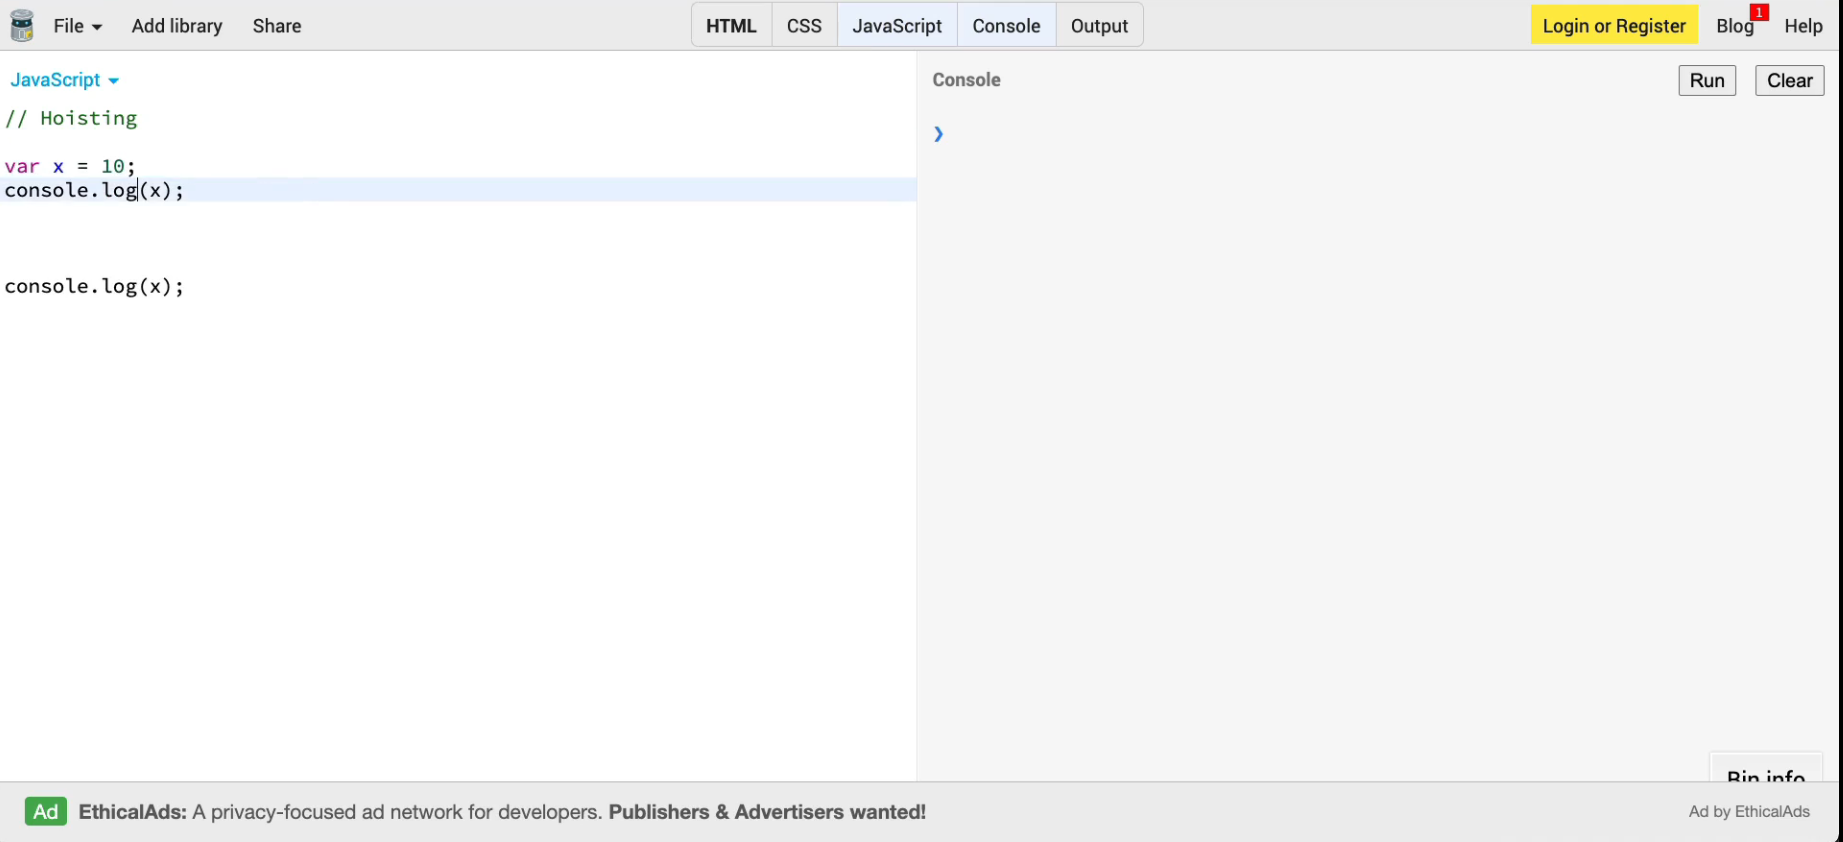 File Add library Share HTML CSS JavaScript Console Output Login or Register Blog 1 Help
JavaScript
Console Run Clear
// Hoisting
var x = 10;
console.log(x);
console.log(x);
❯
Bin info
Ad EthicalAds: A privacy-focused ad network for developers. Publishers & Advertisers wanted! Ad by EthicalAds